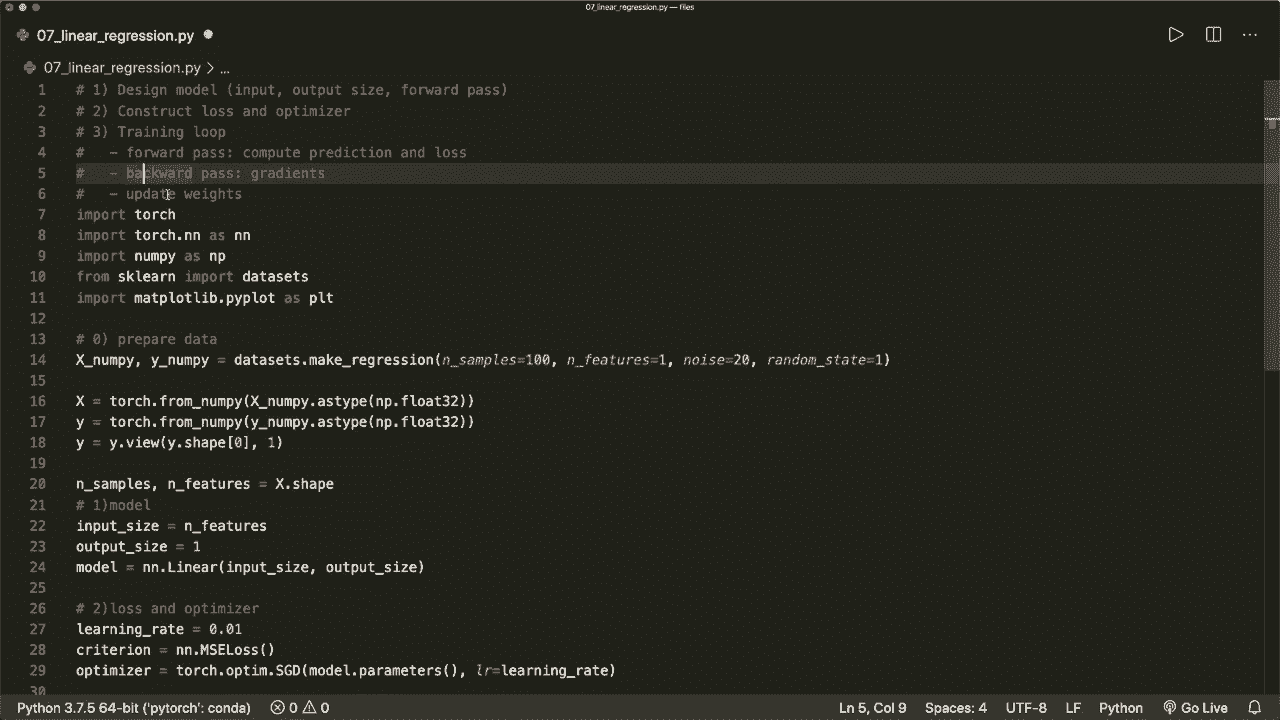 07_linear_regression.py — files
07_linear_regression.py
07_linear_regression.py > ...
1 # 1) Design model (input, output size, forward pass)
2 # 2) Construct loss and optimizer
3 # 3) Training loop
4 #   - forward pass: compute prediction and loss
5 #   - backward pass: gradients
6 #   - update weights
7 import torch
8 import torch.nn as nn
9 import numpy as np
10 from sklearn import datasets
11 import matplotlib.pyplot as plt
12
13 # 0) prepare data
14 X_numpy, y_numpy = datasets.make_regression(n_samples=100, n_features=1, noise=20, random_state=1)
15
16 X = torch.from_numpy(X_numpy.astype(np.float32))
17 y = torch.from_numpy(y_numpy.astype(np.float32))
18 y = y.view(y.shape[0], 1)
19
20 n_samples, n_features = X.shape
21 # 1)model
22 input_size = n_features
23 output_size = 1
24 model = nn.Linear(input_size, output_size)
25
26 # 2)loss and optimizer
27 learning_rate = 0.01
28 criterion = nn.MSELoss()
29 optimizer = torch.optim.SGD(model.parameters(), lr=learning_rate)
30
Python 3.7.5 64-bit ('pytorch': conda) 0 0 Ln 5, Col 9 Spaces: 4 UTF-8 LF Python Go Live